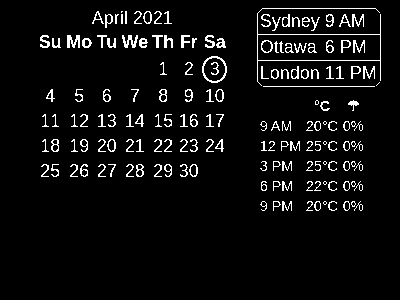 April 2021
Su Mo Tu We Th Fr Sa
1 2 3
4 5 6 7 8 9 10
11 12 13 14 15 16 17
18 19 20 21 22 23 24
25 26 27 28 29 30
Sydney 9 AM
Ottawa 6 PM
London 11 PM
°C ☂
9 AM 20°C 0%
12 PM 25°C 0%
3 PM 25°C 0%
6 PM 22°C 0%
9 PM 20°C 0%